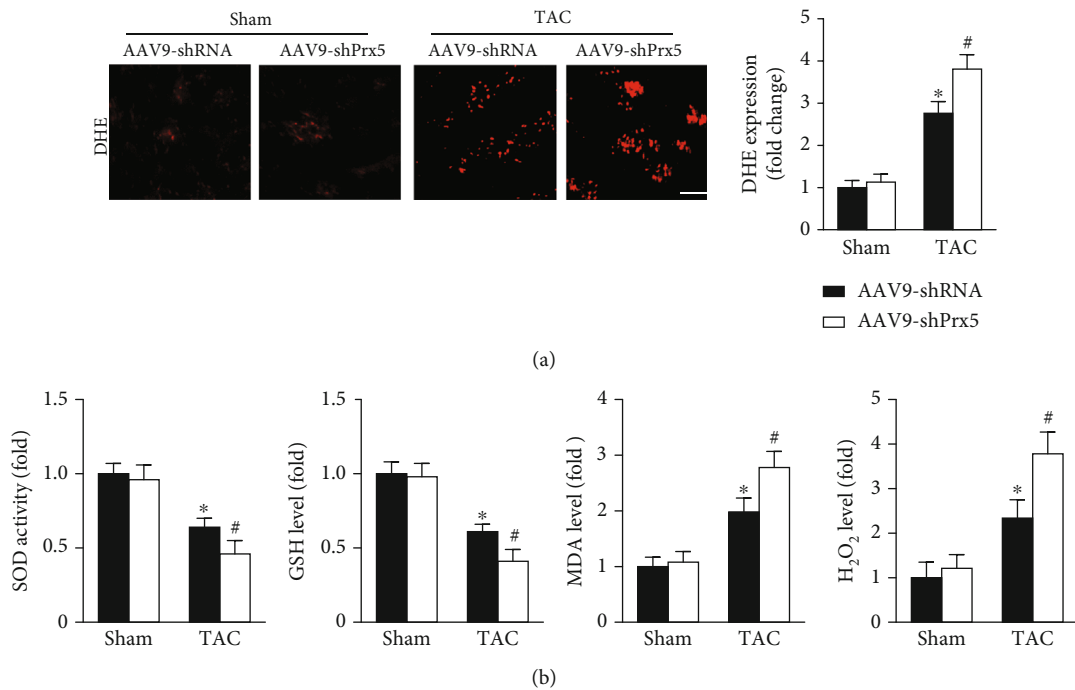 Sham
TAC
AAV9-shRNA
AAV9-shPrx5
AAV9-shRNA
AAV9-shPrx5
DHE
DHE expression
(fold change)
5
4
3
2
1
0
*
#
Sham
TAC
AAV9-shRNA
AAV9-shPrx5
(a)
SOD activity (fold)
1.5
1.0
0.5
0
*
#
Sham
TAC
GSH level (fold)
1.5
1.0
0.5
0
*
#
Sham
TAC
MDA level (fold )
4
3
2
1
0
*
#
Sham
TAC
H₂O₂ level (fold)
5
4
3
2
1
0
*
#
Sham
TAC
(b)